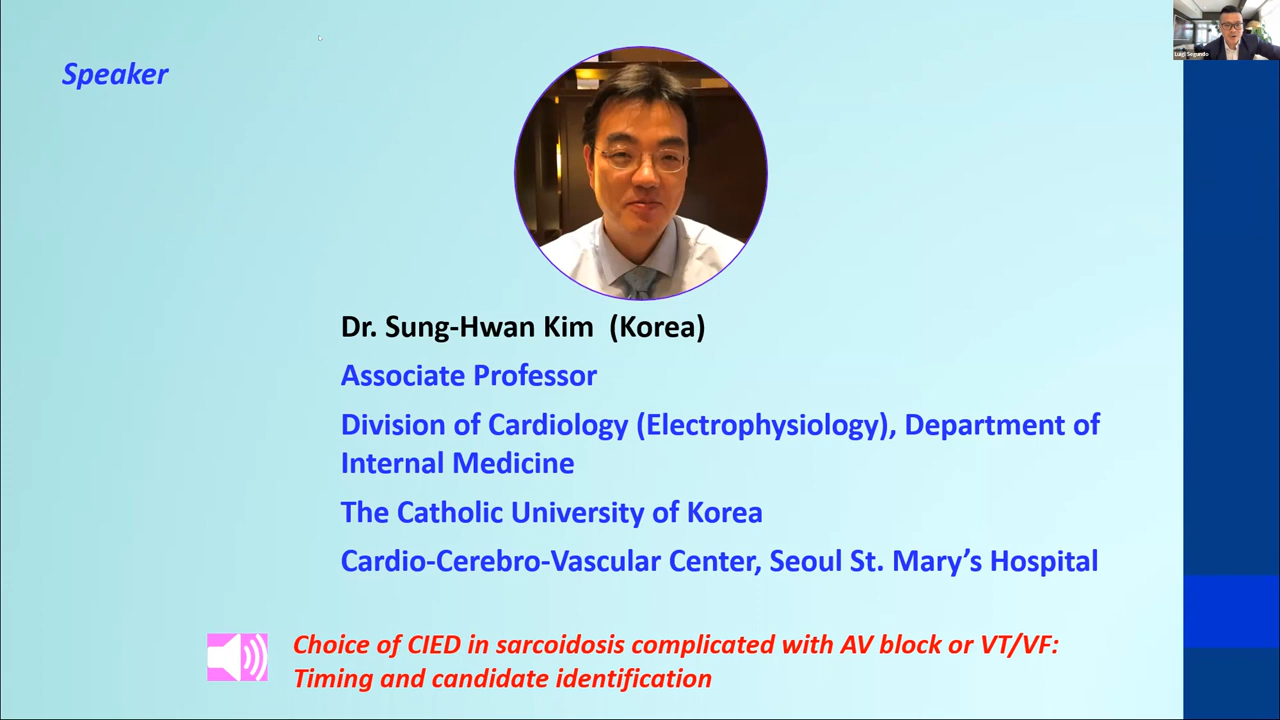 Speaker
Luigi Segundo
Dr. Sung-Hwan Kim (Korea)
Associate Professor
Division of Cardiology (Electrophysiology), Department of
Internal Medicine
The Catholic University of Korea
Cardio-Cerebro-Vascular Center, Seoul St. Mary’s Hospital
Choice of CIED in sarcoidosis complicated with AV block or VT/VF:
Timing and candidate identification